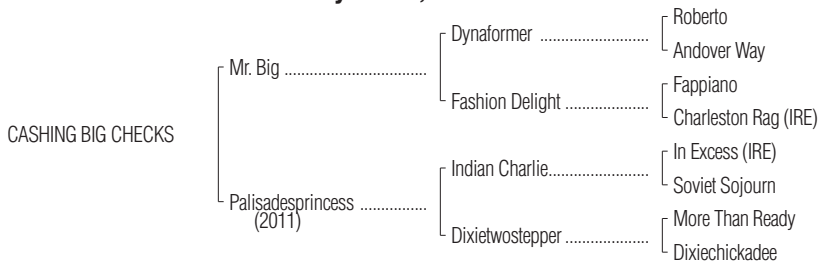 Roberto
Dynaformer ................................
Andover Way
Mr. Big ..........................................
Fappiano
Fashion Delight .........................
Charleston Rag (IRE)
CASHING BIG CHECKS
In Excess (IRE)
Indian Charlie..............................
Soviet Sojourn
Palisadesprincess ....................
(2011)
More Than Ready
Dixietwostepper .........................
Dixiechickadee